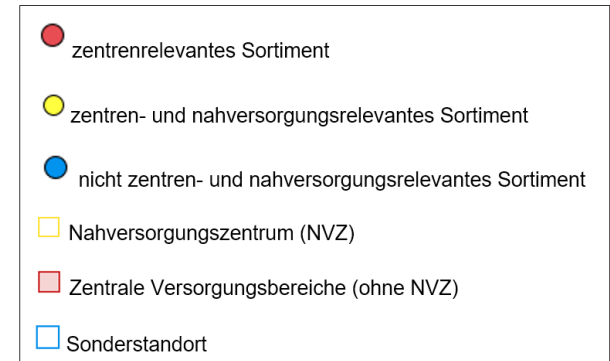 zentrenrelevantes Sortiment
zentren- und nahversorgungsrelevantes Sortiment
nicht zentren- und nahversorgungsrelevantes Sortiment
Nahversorgungszentrum (NVZ)
Zentrale Versorgungsbereiche (ohne NVZ)
Sonderstandort